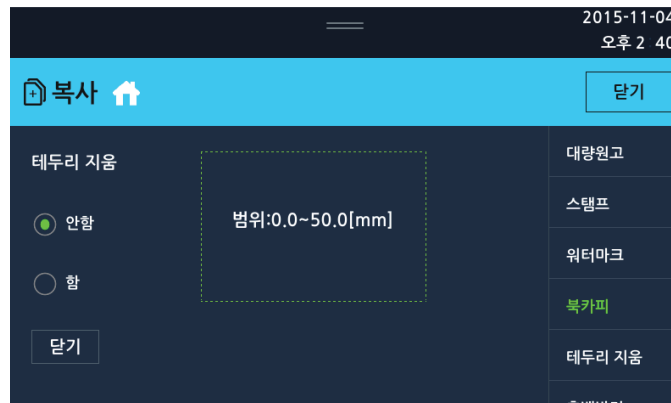 2015-11-04
오후 2 40
복사
닫기
테두리 지움
안함
함
닫기
범위:0.0~50.0[mm]
대량원고
스탬프
워터마크
북카피
테두리 지움